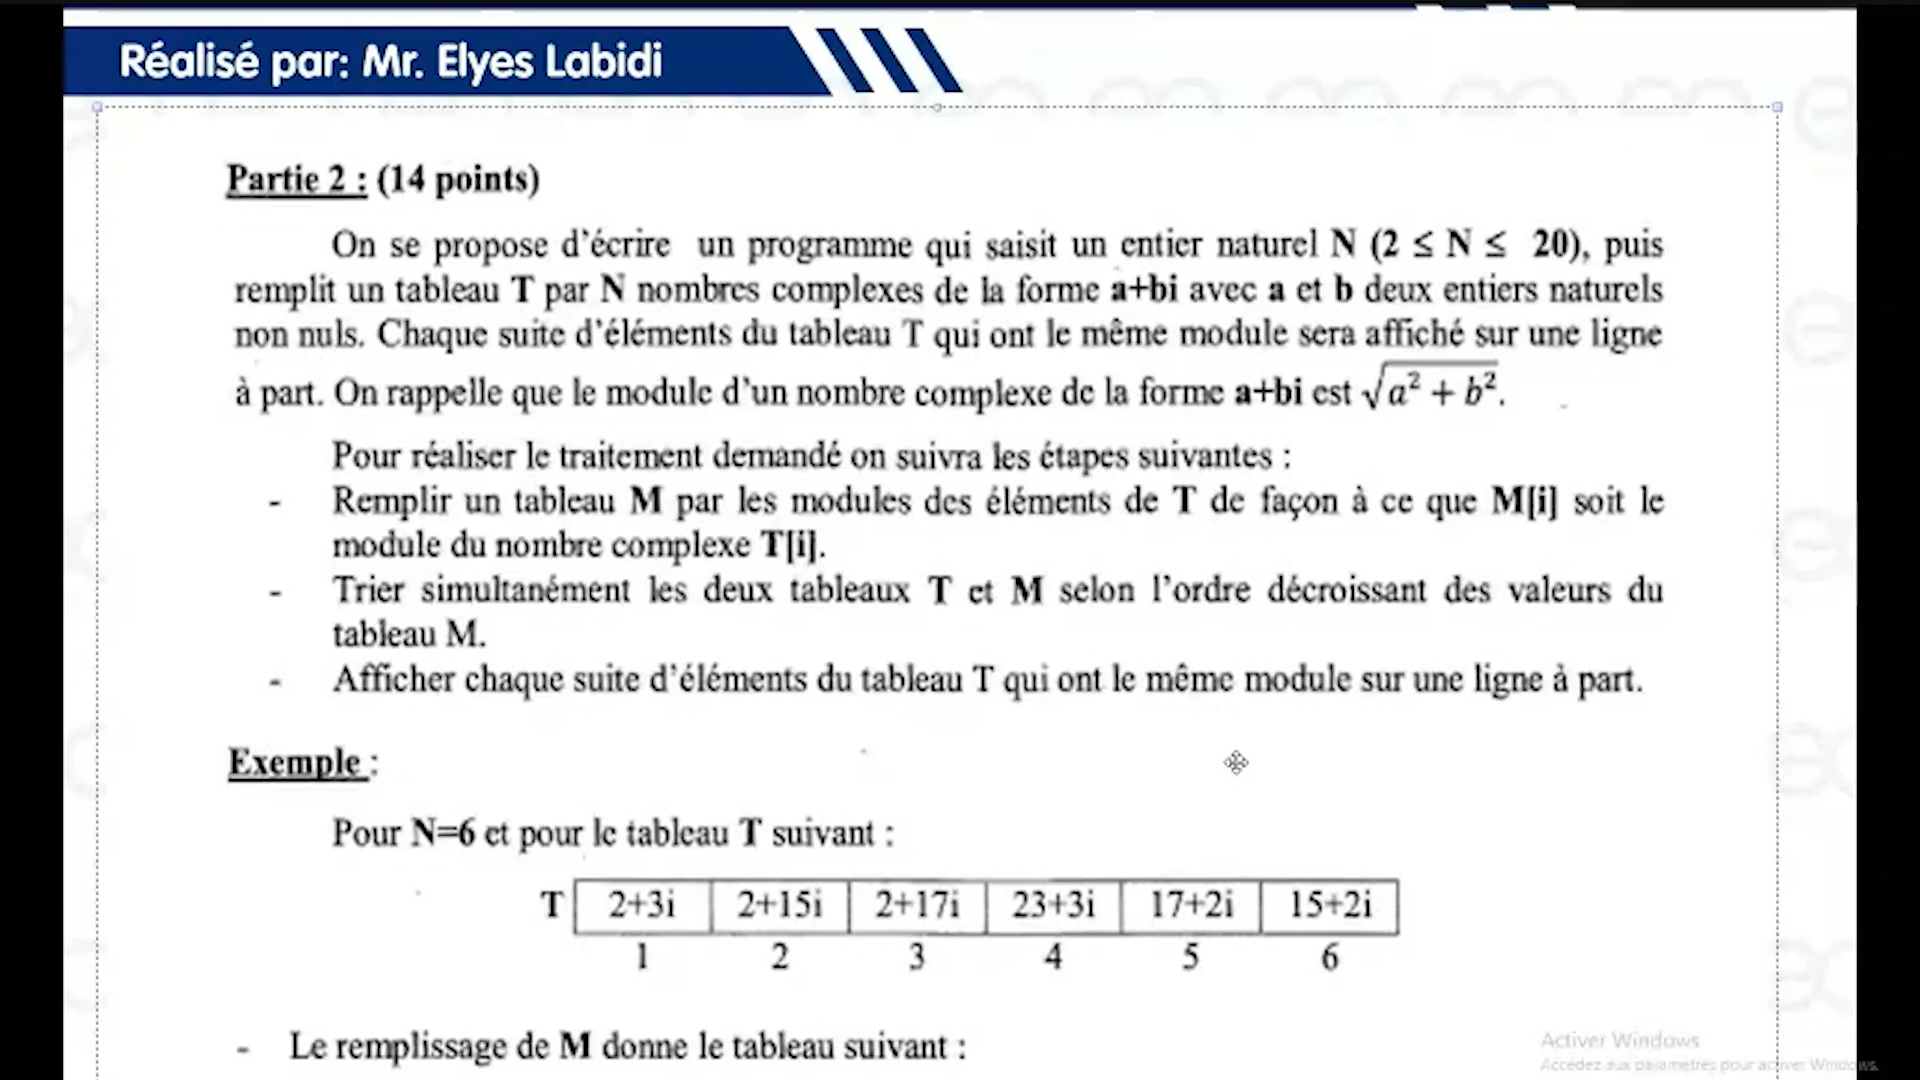 Réalisé par: Mr. Elyes Labidi
Partie 2 : (14 points)
On se propose d'écrire un programme qui saisit un entier naturel N (2 ≤ N ≤ 20), puis
remplit un tableau T par N nombres complexes de la forme a+bi avec a et b deux entiers naturels
non nuls. Chaque suite d'éléments du tableau T qui ont le même module sera affiché sur une ligne
à part. On rappelle que le module d'un nombre complexe de la forme a+bi est √a² + b².
Pour réaliser le traitement demandé on suivra les étapes suivantes :
- Remplir un tableau M par les modules des éléments de T de façon à ce que M[i] soit le
module du nombre complexe T[i].
- Trier simultanément les deux tableaux T et M selon l'ordre décroissant des valeurs du
tableau M.
- Afficher chaque suite d'éléments du tableau T qui ont le même module sur une ligne à part.
Exemple :
Pour N=6 et pour le tableau T suivant :
T 2+3i 2+15i 2+17i 23+3i 17+2i 15+2i
1 2 3 4 5 6
- Le remplissage de M donne le tableau suivant :
Activer Windows
Accédez aux paramètres pour activer Windows.